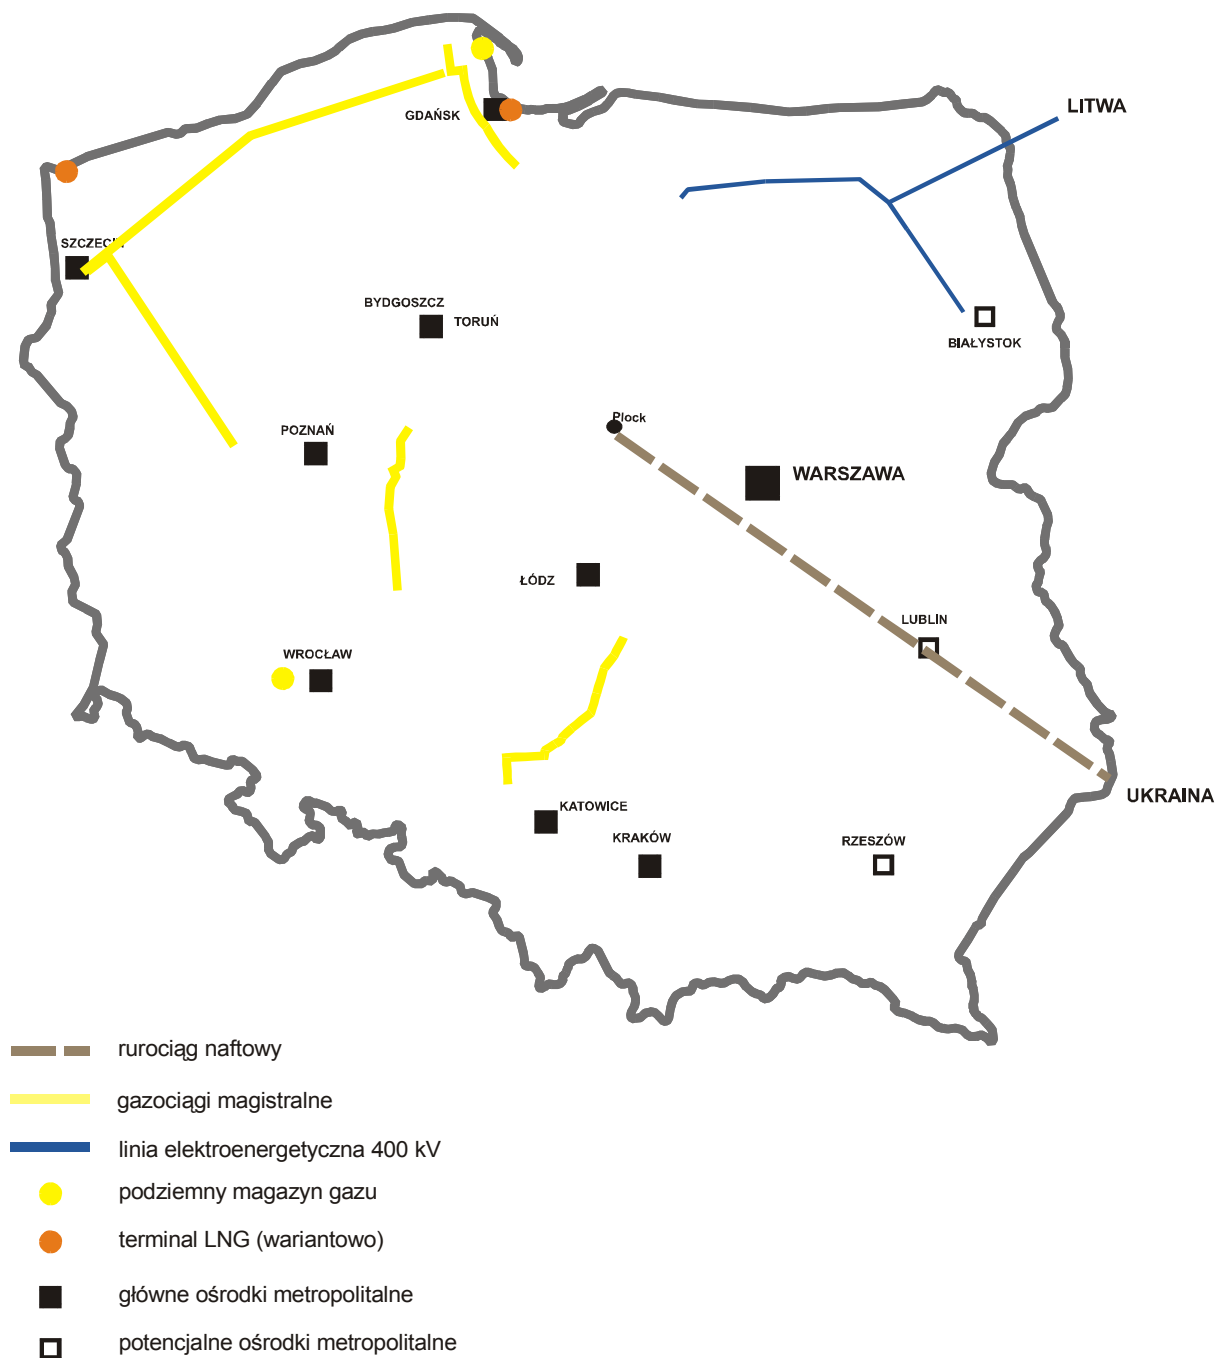 LITWA
GDAŃSK
SZCZECIN
BYDGOSZCZ
TORUŃ
BIAŁYSTOK
Płock
POZNAŃ
WARSZAWA
ŁÓDZ
LUBLIN
WROCŁAW
UKRAINA
KATOWICE
KRAKÓW
RZESZÓW
rurociąg naftowy
gazociągi magistralne
linia elektroenergetyczna 400 kV
podziemny magazyn gazu
terminal LNG (wariantowo)
główne ośrodki metropolitalne
potencjalne ośrodki metropolitalne